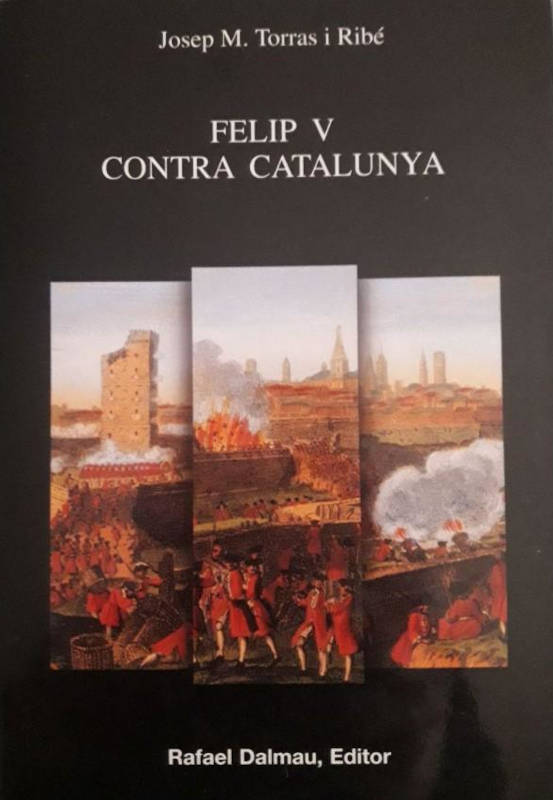 Josep M. Torras i Ribé
FELIP V
CONTRA CATALUNYA
Rafael Dalmau, Editor